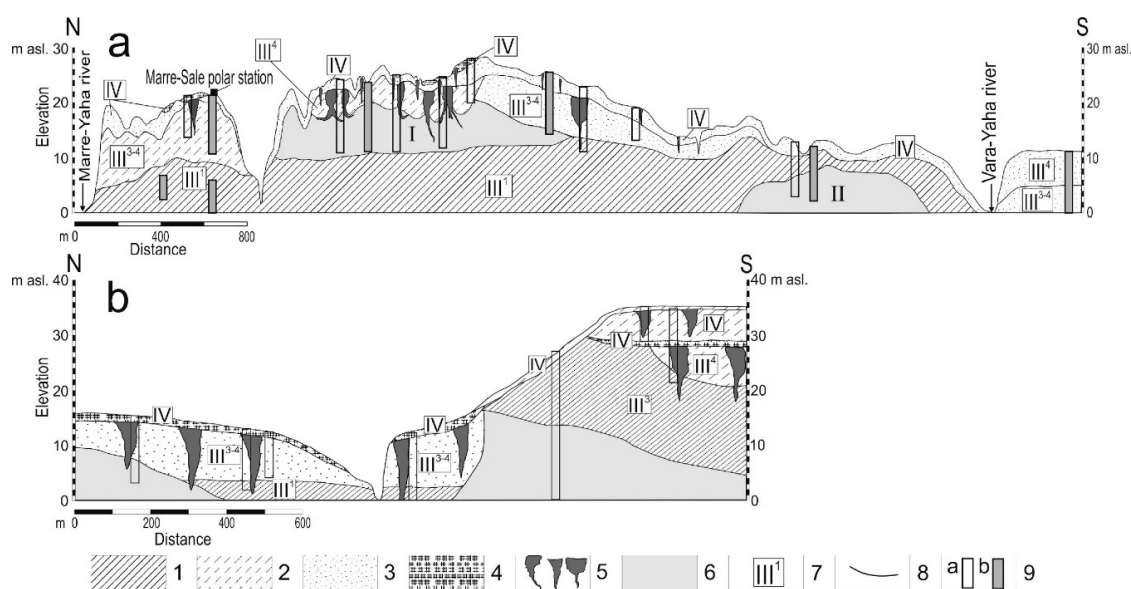 N
S
m asl.
30
a
III⁴
IV
IV
30 m asl.
Marre-Sale polar station
IV
20
20
Elevation
Marre-Yaha river
III³⁻⁴
I
III³⁻⁴
IV
IV
Vara-Yaha river
III⁴
10
III¹
III¹
10
II
III³⁻⁴
0
0
m 0 400 800
Distance
N
S
m asl. 40
40 m asl.
b
30
IV
30
IV
IV
Elevation
20
III⁴
20
IV
IV
III³
10
III³⁻⁴
III³⁻⁴
10
III¹
0
0
m 0 200 400 600
Distance
1 2 3 4 5 6 III¹ 7 8 a b 9